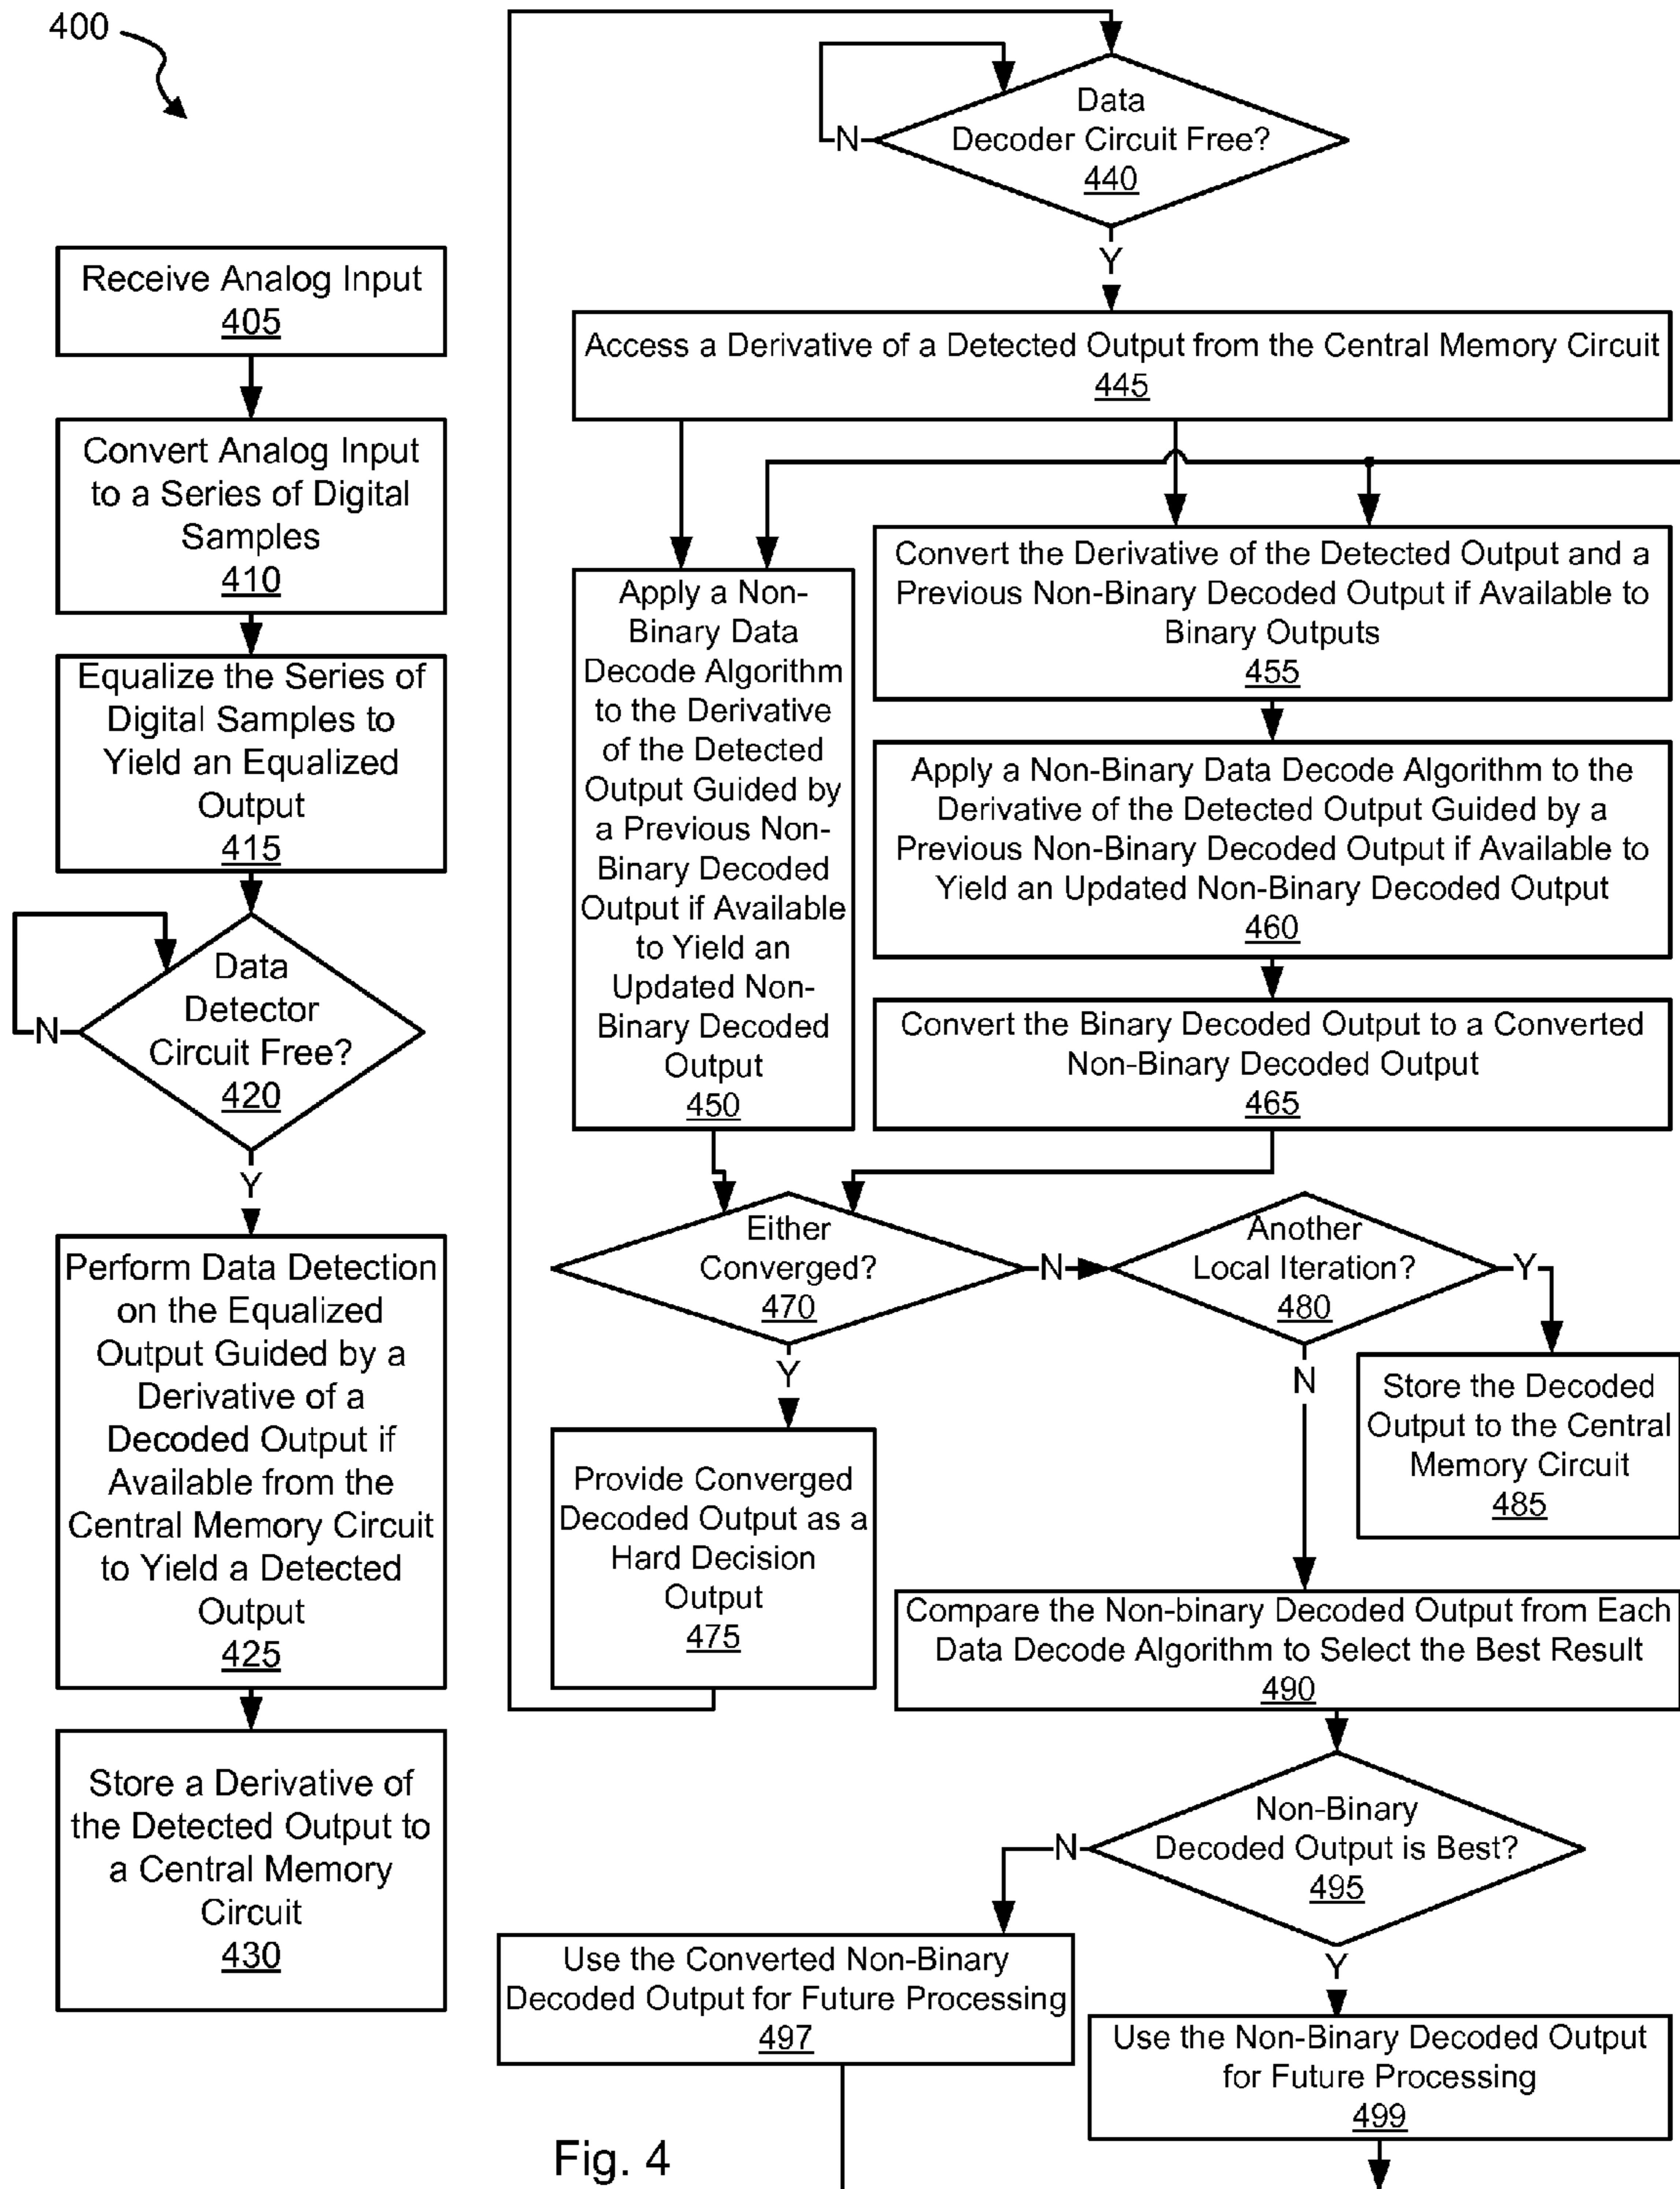 400
Receive Analog Input
405
Convert Analog Input
to a Series of Digital
Samples
410
Equalize the Series of
Digital Samples to
Yield an Equalized
Output
415
Data
Detector
Circuit Free?
420
N
Y
Perform Data Detection
on the Equalized
Output Guided by a
Derivative of a
Decoded Output if
Available from the
Central Memory Circuit
to Yield a Detected
Output
425
Store a Derivative of
the Detected Output to
a Central Memory
Circuit
430
Data
Decoder Circuit Free?
440
N
Y
Access a Derivative of a Detected Output from the Central Memory Circuit
445
Apply a Non-
Binary Data
Decode Algorithm
to the Derivative
of the Detected
Output Guided by
a Previous Non-
Binary Decoded
Output if Available
to Yield an
Updated Non-
Binary Decoded
Output
450
Convert the Derivative of the Detected Output and a
Previous Non-Binary Decoded Output if Available to
Binary Outputs
455
Apply a Non-Binary Data Decode Algorithm to the
Derivative of the Detected Output Guided by a
Previous Non-Binary Decoded Output if Available to
Yield an Updated Non-Binary Decoded Output
460
Convert the Binary Decoded Output to a Converted
Non-Binary Decoded Output
465
Either
Converged?
470
N
Y
Another
Local Iteration?
480
Y
N
Provide Converged
Decoded Output as a
Hard Decision
Output
475
Store the Decoded
Output to the Central
Memory Circuit
485
Compare the Non-binary Decoded Output from Each
Data Decode Algorithm to Select the Best Result
490
Non-Binary
Decoded Output is Best?
495
N
Y
Use the Converted Non-Binary
Decoded Output for Future Processing
497
Use the Non-Binary Decoded Output
for Future Processing
499
Fig. 4